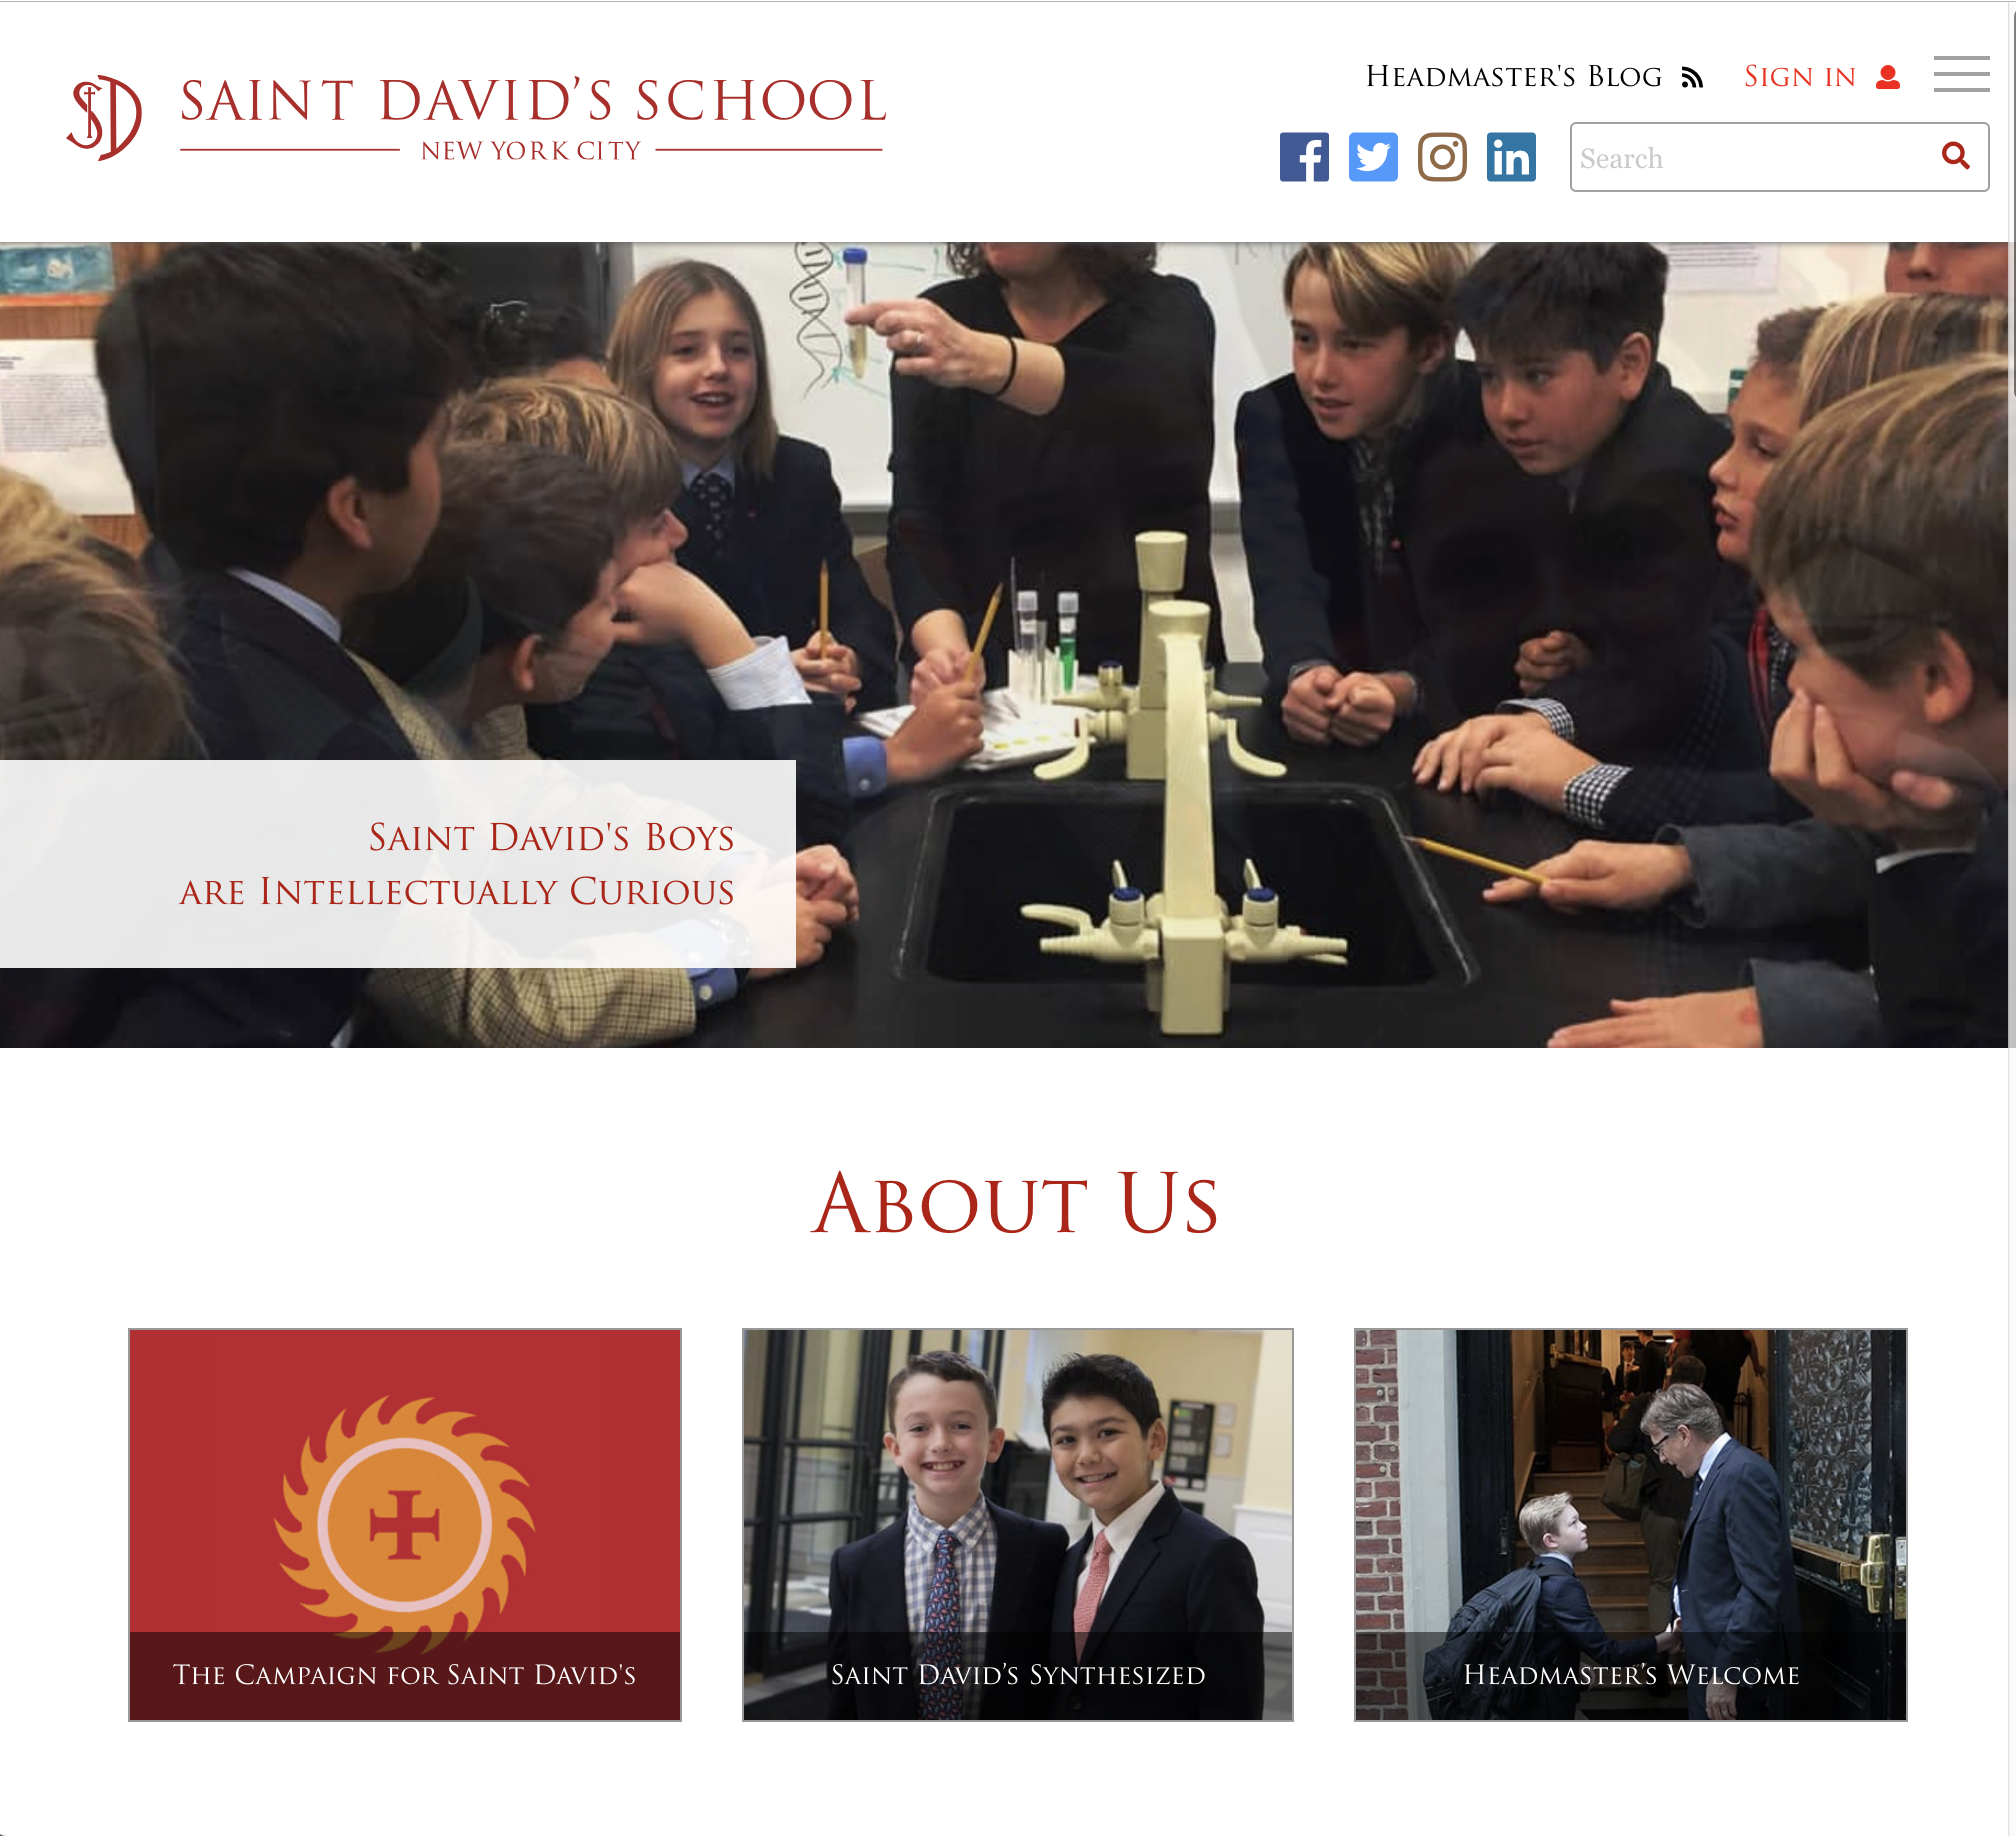 SAINT DAVID'S SCHOOL
NEW YORK CITY
HEADMASTER'S BLOG
SIGN IN
Search
SAINT DAVID'S BOYS
ARE INTELLECTUALLY CURIOUS
ABOUT US
THE CAMPAIGN FOR SAINT DAVID'S
SAINT DAVID'S SYNTHESIZED
HEADMASTER'S WELCOME